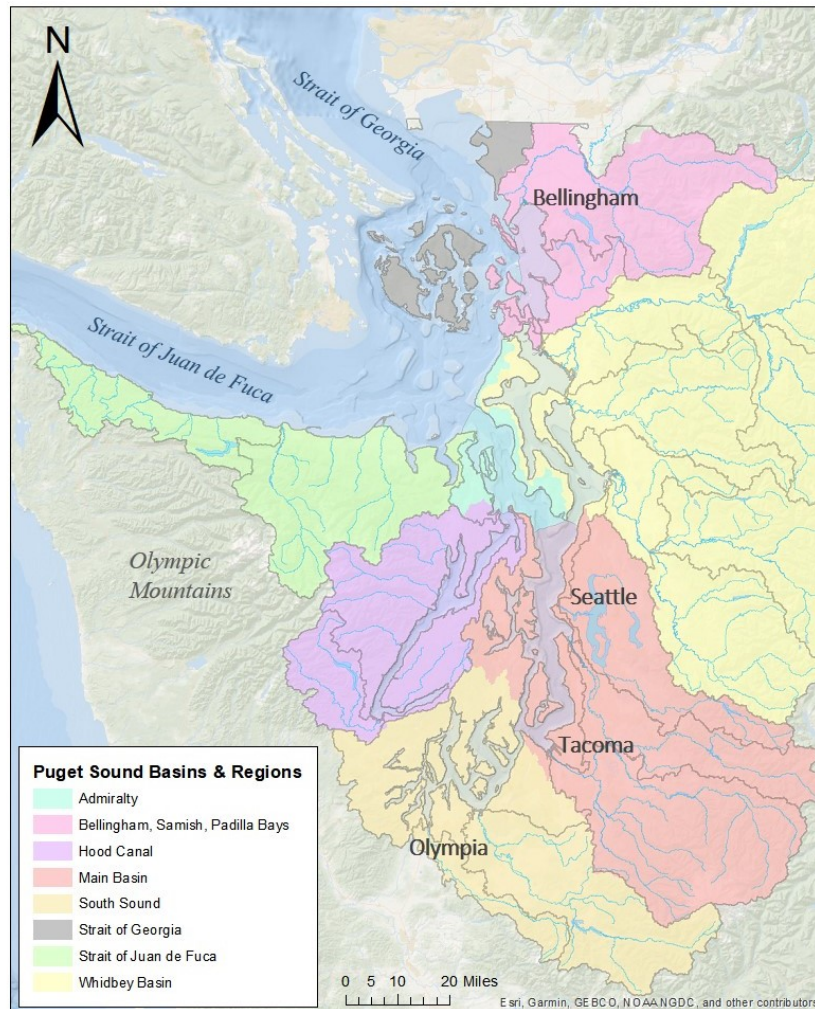 N
Strait of Georgia
Bellingham
Strait of Juan de Fuca
Olympic
Mountains
Seattle
Tacoma
Olympia
Puget Sound Basins & Regions
Admiralty
Bellingham, Samish, Padilla Bays
Hood Canal
Main Basin
South Sound
Strait of Georgia
Strait of Juan de Fuca
Whidbey Basin
0 5 10 20 Miles
Esri, Garmin, GEBCO, NOAA NGDC, and other contributors